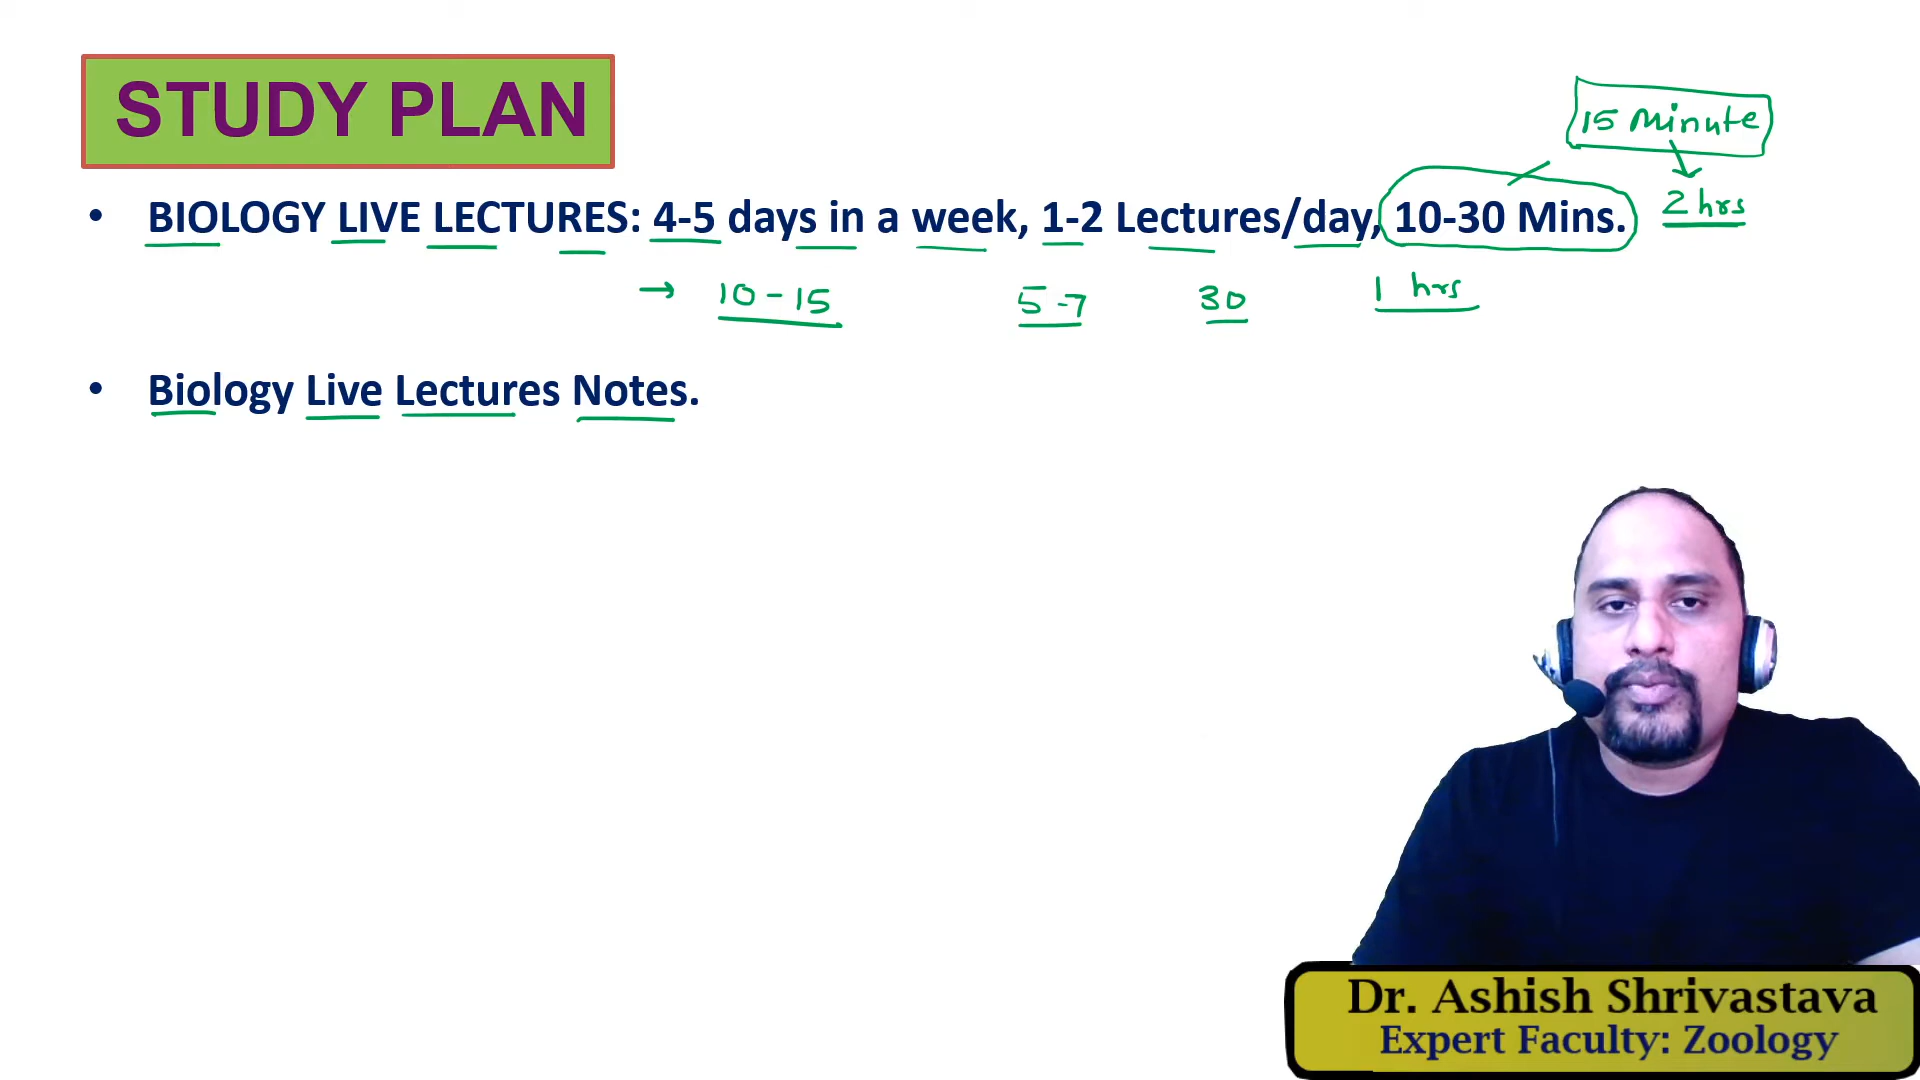 STUDY PLAN
15 Minute
• BIOLOGY LIVE LECTURES: 4-5 days in a week, 1-2 Lectures/day, 10-30 Mins.
2 hrs
→ 10-15 5-7 30 1 hrs
• Biology Live Lectures Notes.
Dr. Ashish Shrivastava
Expert Faculty: Zoology